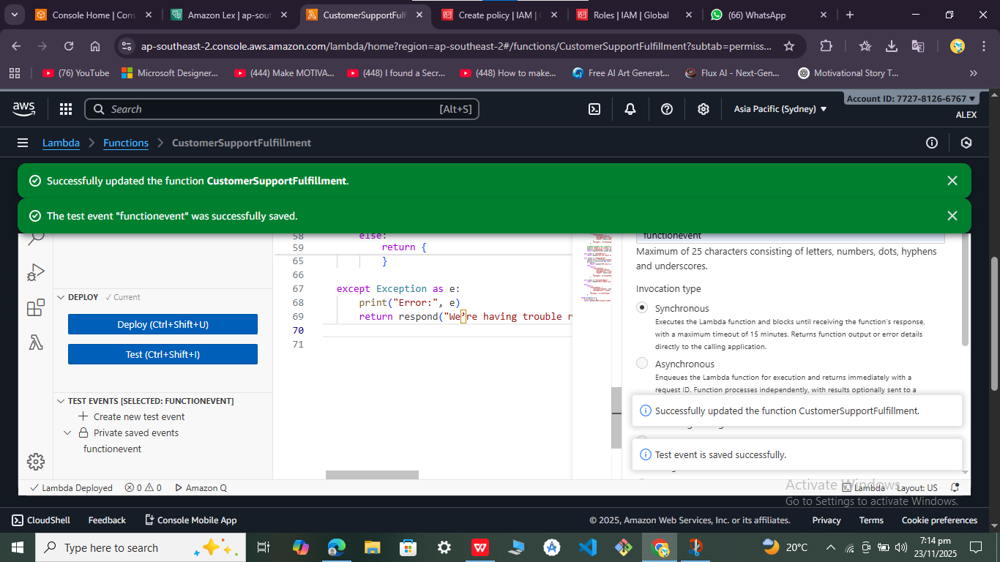 Console Home | Cons
Amazon Lex | ap-sout
CustomerSupportFulf
Create policy | IAM |
Roles | IAM | Global
(66) WhatsApp
ap-southeast-2.console.aws.amazon.com/lambda/home?region=ap-southeast-2#/functions/CustomerSupportFulfillment?subtab=permiss...
(76) YouTube
Microsoft Designer...
(444) Make MOTIVA...
(448) I found a Secr...
(448) How to make...
Free AI Art Generat...
Flux AI - Next-Gen...
Motivational Story T...
aws
Search
[Alt+S]
Asia Pacific (Sydney)
Account ID: 7727-8126-6767
ALEX
Lambda
Functions
CustomerSupportFulfillment
Successfully updated the function CustomerSupportFulfillment.
The test event "functionevent" was successfully saved.
DEPLOY
Current
Deploy (Ctrl+Shift+U)
Test (Ctrl+Shift+I)
TEST EVENTS [SELECTED: FUNCTIONEVENT]
Create new test event
Private saved events
functionevent
58 else:
59 return {
65 }
66
67 except Exception as e:
68 print("Error:", e)
69 return respond("We’re having trouble r
70
71
functionevent
Maximum of 25 characters consisting of letters, numbers, dots, hyphens
and underscores.
Invocation type
Synchronous
Executes the Lambda function and blocks until receiving the function's response,
with a maximum timeout of 15 minutes. Returns function output or error details
directly to the calling application.
Asynchronous
Enqueues the Lambda function for execution and returns immediately with a
request ID. Function processes independently, with results optionally sent to a
Successfully updated the function CustomerSupportFulfillment.
Test event is saved successfully.
Lambda Deployed
0
0
Amazon Q
Lambda
Layout: US
Activate Windows
Go to Settings to activate Windows.
CloudShell
Feedback
Console Mobile App
© 2025, Amazon Web Services, Inc. or its affiliates.
Privacy
Terms
Cookie preferences
Type here to search
20°C
7:14 pm
23/11/2025